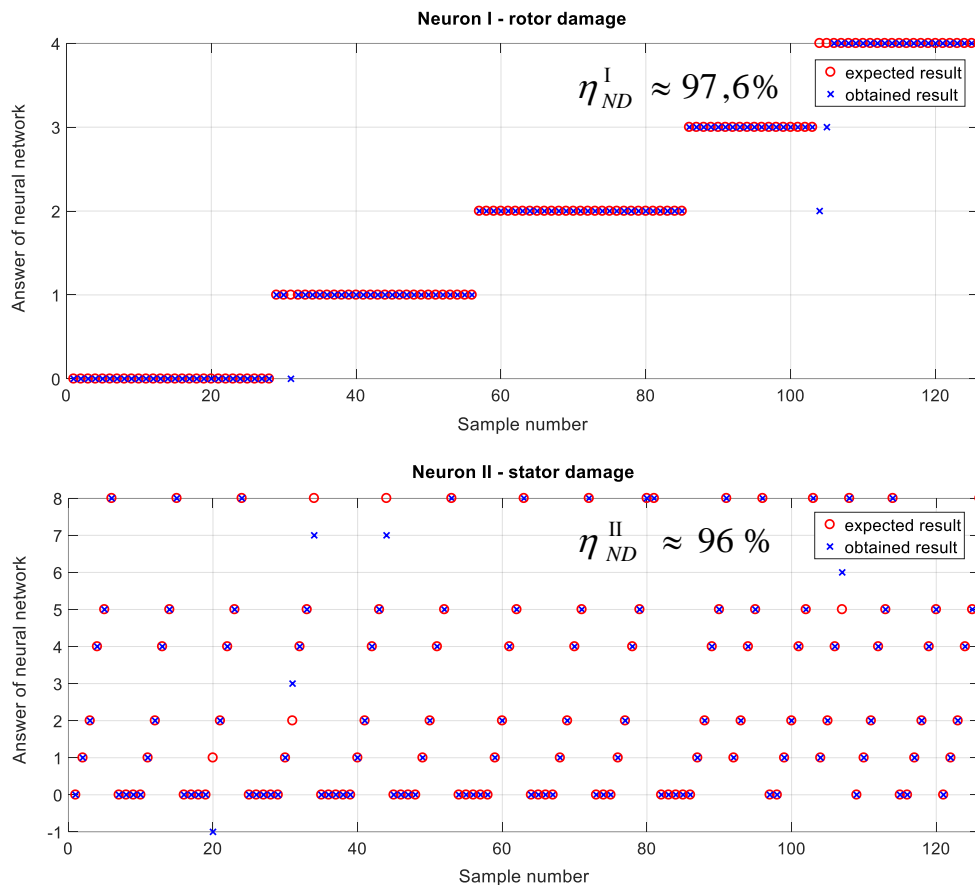 Neuron I - rotor damage
Answer of neural network
4
3
2
1
0
η_ND^I ≈ 97,6%
expected result
obtained result
0 20 40 60 80 100 120
Sample number
Neuron II - stator damage
Answer of neural network
8
7
6
5
4
3
2
1
0
-1
η_ND^II ≈ 96 %
expected result
obtained result
0 20 40 60 80 100 120
Sample number